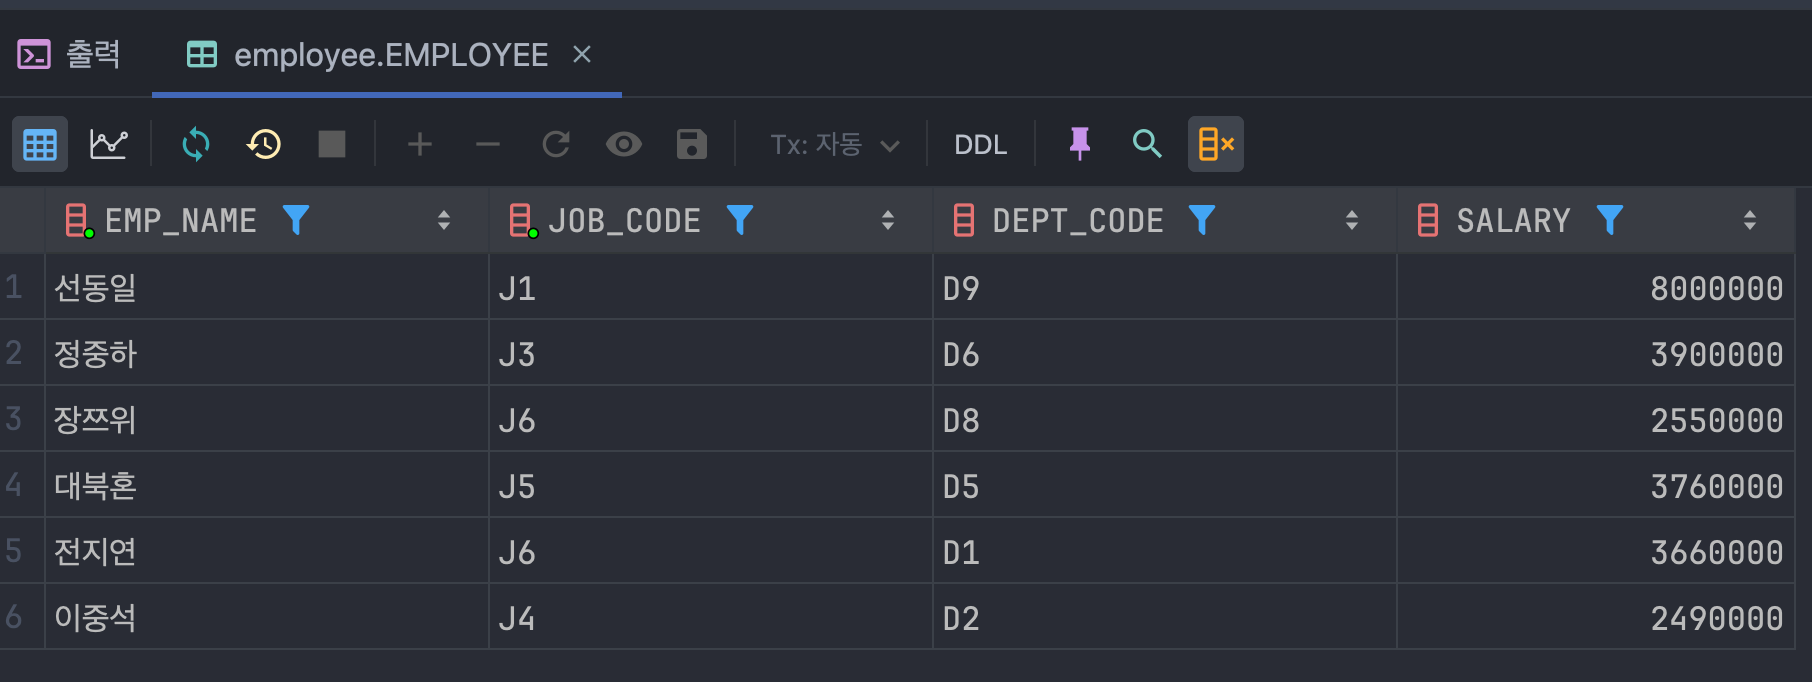 출력 employee.EMPLOYEE
Tx: 자동 DDL
EMP_NAME JOB_CODE DEPT_CODE SALARY
1 선동일 J1 D9 8000000
2 정중하 J3 D6 3900000
3 장쯔위 J6 D8 2550000
4 대북혼 J5 D5 3760000
5 전지연 J6 D1 3660000
6 이중석 J4 D2 2490000